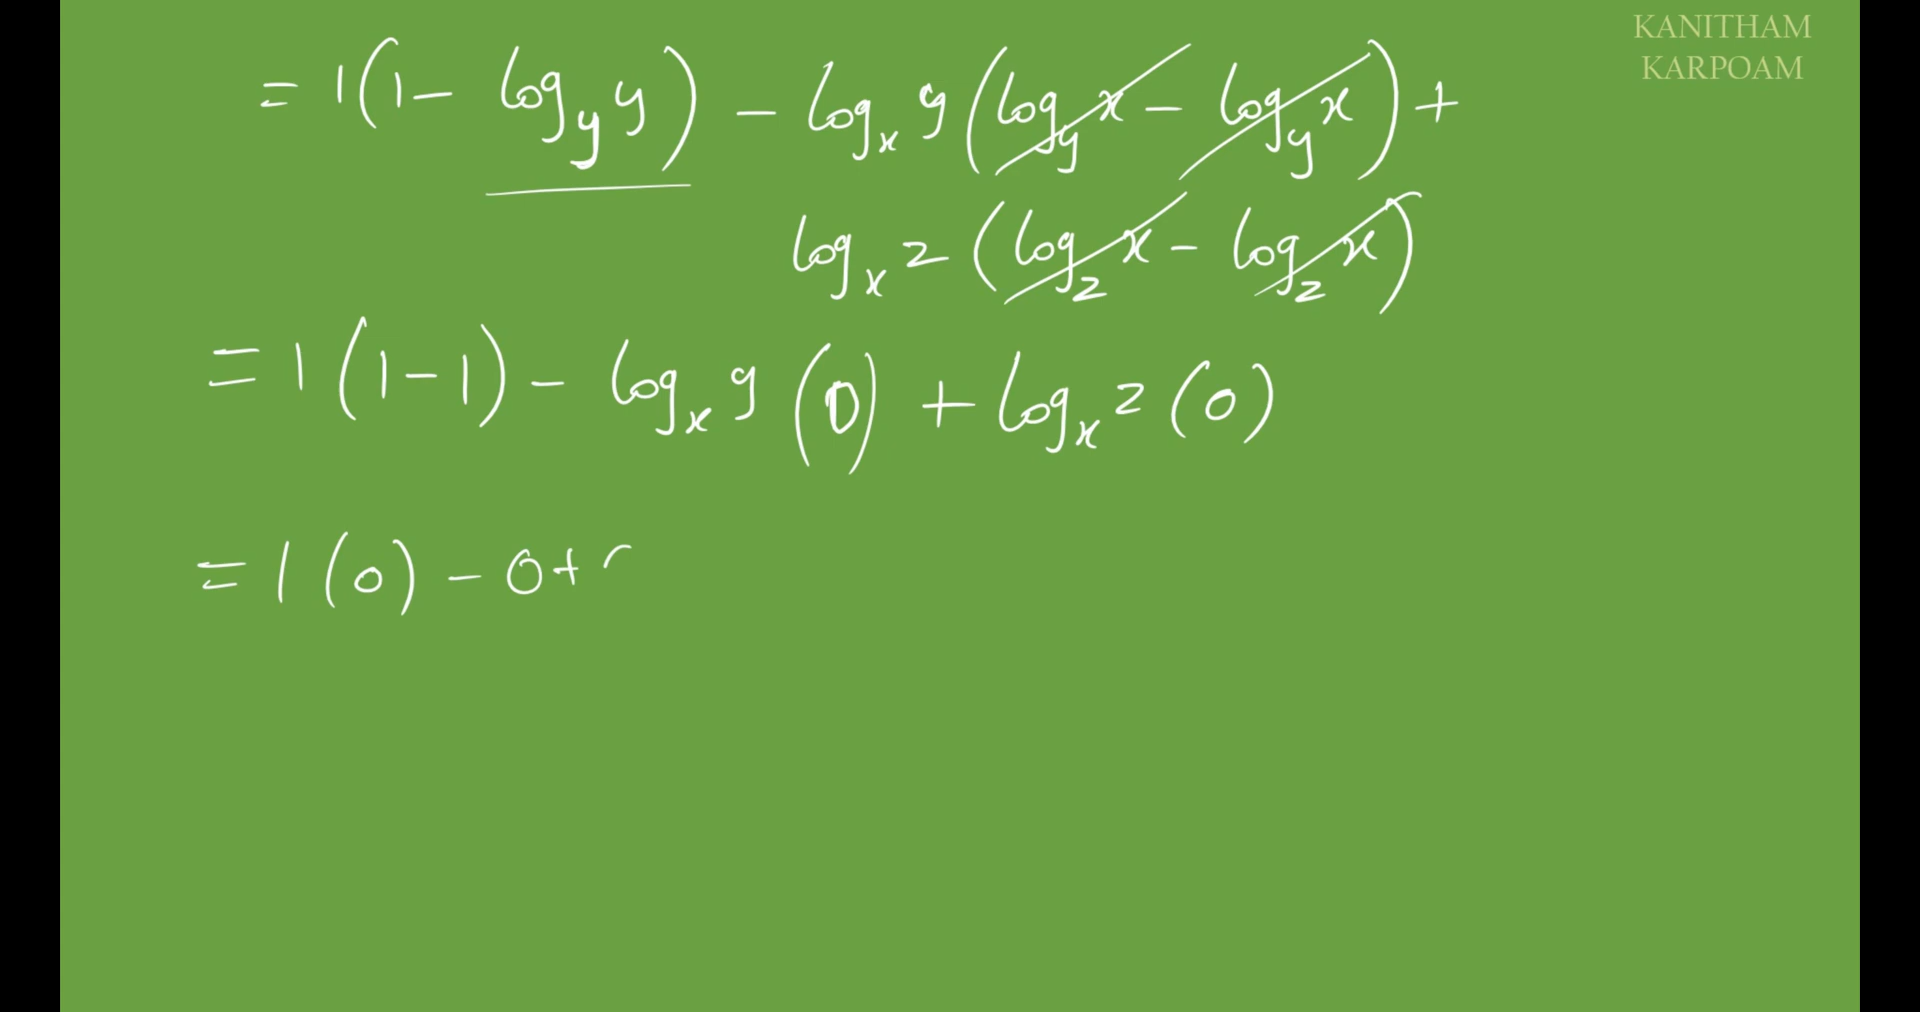 KANITHAM
KARPOAM
= 1(1 - log_y y) - log_x y (log_y x - log_y x) +
log_x z (log_z x - log_z x)
= 1 (1 - 1) - log_x y (0) + log_x z (0)
= 1 (0) - 0 +